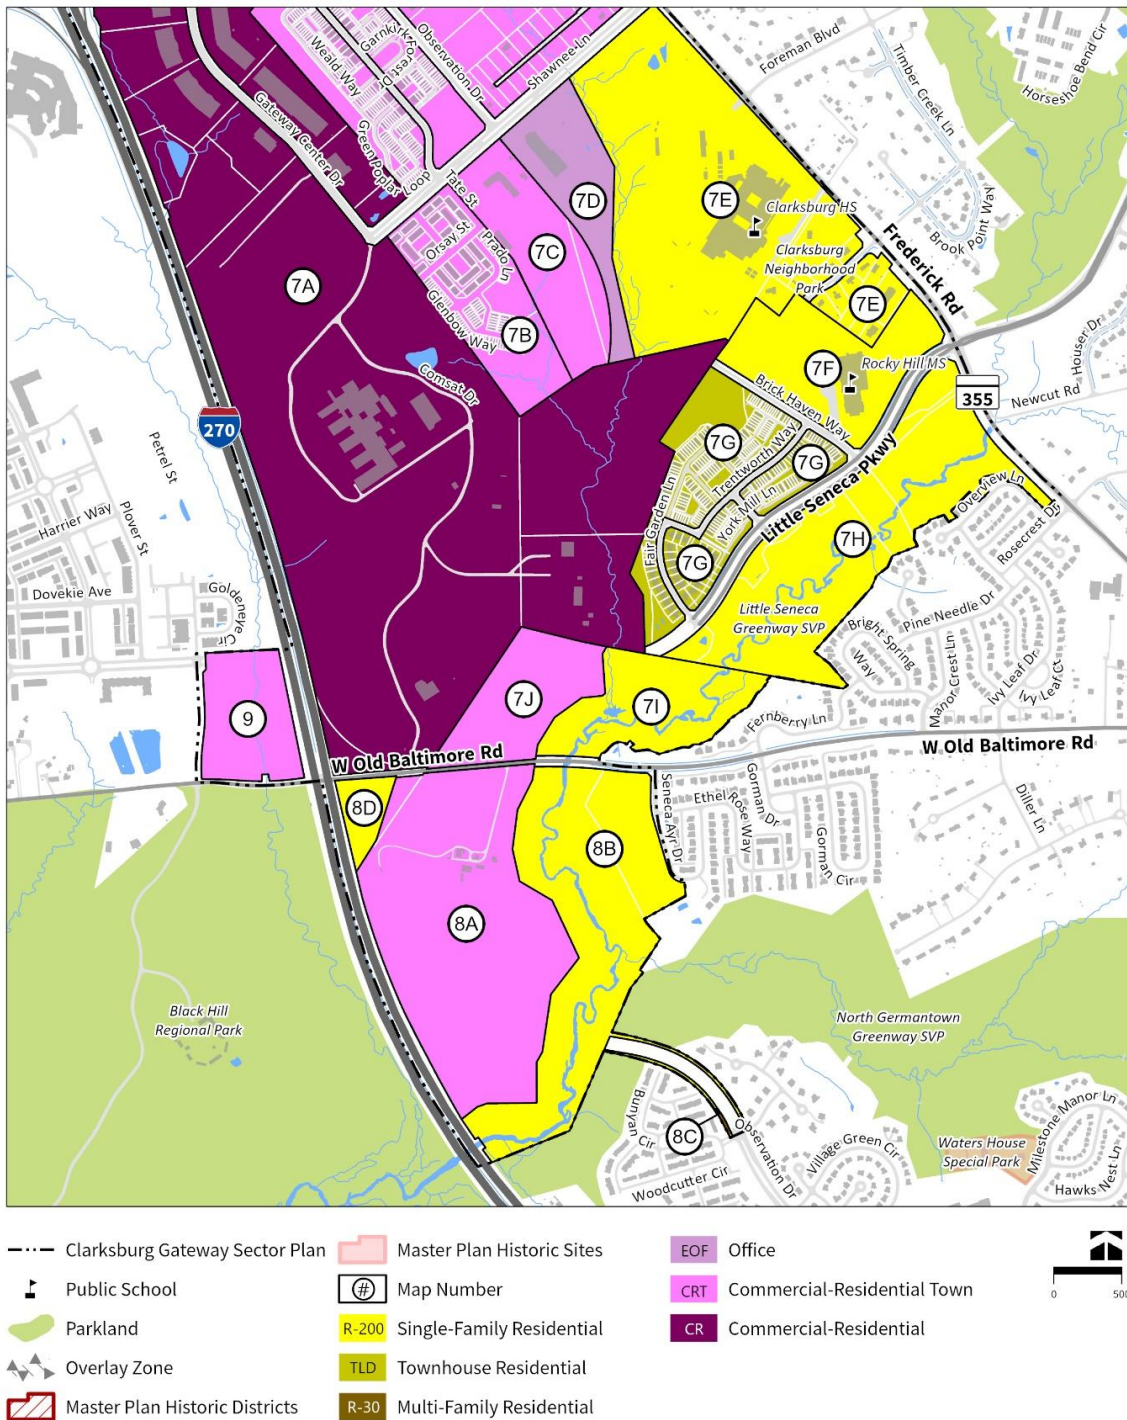 Foreman Blvd
Timber Creek Ln
Horseshoe Bend Cir
Brook Point Way
Weald Way
Garnkirk Forest Dr
Observation Dr
Shawnee Ln
Gateway Center Dr
Green Poplar Loop
Tate St
Orsay St
Prado Ln
Glenbow Way
7A
7B
7C
7D
7E
Clarksburg HS
Clarksburg
Neighborhood
Park
7E
Frederick Rd
7F
Rocky Hill MS
355
Newcut Rd
Houser Dr
Comsat Dr
270
Brick Haven Way
7G
Trentworth Way
7G
York Mill Ln
Fair Garden Ln
7G
Little Seneca Pkwy
7H
Overview Ln
Rosecrest Dr
Petrel St
Harrier Way
Plover St
Dovekie Ave
Goldeneye Cir
Little Seneca
Greenway SVP
Bright Spring
Way
Pine Needle Dr
Manor Crest Ln
Ivy Leaf Dr
Ivy Leaf Ct
9
7J
7I
Fernberry Ln
W Old Baltimore Rd
W Old Baltimore Rd
8D
8B
Seneca Ayr Dr
Ethel Rose Way
Gorman Dr
Gorman Cir
Diller Ln
8A
Black Hill
Regional Park
North Germantown
Greenway SVP
Bunyan Cir
8C
Observation Dr
Woodcutter Cir
Village Green Cir
Waters House
Special Park
Milestone Manor Ln
Hawks Nest Ln
Clarksburg Gateway Sector Plan
Public School
Parkland
Overlay Zone
Master Plan Historic Districts
Master Plan Historic Sites
# Map Number
R-200 Single-Family Residential
TLD Townhouse Residential
R-30 Multi-Family Residential
EOF Office
CRT Commercial-Residential Town
CR Commercial-Residential
0